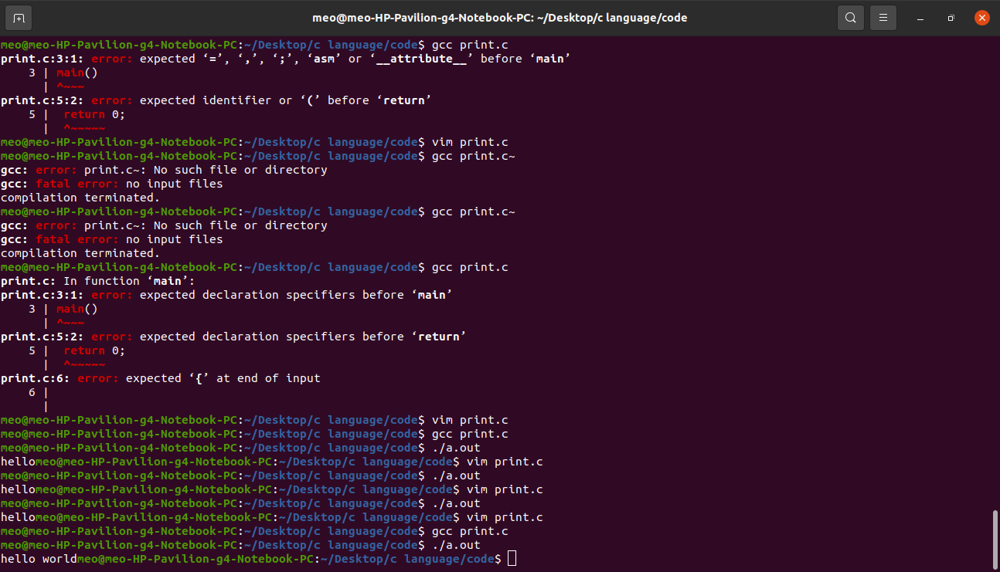 meo@meo-HP-Pavilion-g4-Notebook-PC: ~/Desktop/c language/code
meo@meo-HP-Pavilion-g4-Notebook-PC:~/Desktop/c language/code$ gcc print.c
print.c:3:1: error: expected ‘=’, ‘,’, ‘;’, ‘asm’ or ‘__attribute__’ before ‘main’
    3 | main()
      | ^~~~
print.c:5:2: error: expected identifier or ‘(’ before ‘return’
    5 |  return 0;
      |  ^~~~~~
meo@meo-HP-Pavilion-g4-Notebook-PC:~/Desktop/c language/code$ vim print.c
meo@meo-HP-Pavilion-g4-Notebook-PC:~/Desktop/c language/code$ gcc print.c~
gcc: error: print.c~: No such file or directory
gcc: fatal error: no input files
compilation terminated.
meo@meo-HP-Pavilion-g4-Notebook-PC:~/Desktop/c language/code$ gcc print.c~
gcc: error: print.c~: No such file or directory
gcc: fatal error: no input files
compilation terminated.
meo@meo-HP-Pavilion-g4-Notebook-PC:~/Desktop/c language/code$ gcc print.c
print.c: In function ‘main’:
print.c:3:1: error: expected declaration specifiers before ‘main’
    3 | main()
      | ^~~~
print.c:5:2: error: expected declaration specifiers before ‘return’
    5 |  return 0;
      |  ^~~~~~
print.c:6: error: expected ‘{’ at end of input
    6 |
      |
meo@meo-HP-Pavilion-g4-Notebook-PC:~/Desktop/c language/code$ vim print.c
meo@meo-HP-Pavilion-g4-Notebook-PC:~/Desktop/c language/code$ gcc print.c
meo@meo-HP-Pavilion-g4-Notebook-PC:~/Desktop/c language/code$ ./a.out
hellomeo@meo-HP-Pavilion-g4-Notebook-PC:~/Desktop/c language/code$ vim print.c
meo@meo-HP-Pavilion-g4-Notebook-PC:~/Desktop/c language/code$ ./a.out
hellomeo@meo-HP-Pavilion-g4-Notebook-PC:~/Desktop/c language/code$ vim print.c
meo@meo-HP-Pavilion-g4-Notebook-PC:~/Desktop/c language/code$ ./a.out
hellomeo@meo-HP-Pavilion-g4-Notebook-PC:~/Desktop/c language/code$ vim print.c
meo@meo-HP-Pavilion-g4-Notebook-PC:~/Desktop/c language/code$ gcc print.c
meo@meo-HP-Pavilion-g4-Notebook-PC:~/Desktop/c language/code$ ./a.out
hello worldmeo@meo-HP-Pavilion-g4-Notebook-PC:~/Desktop/c language/code$